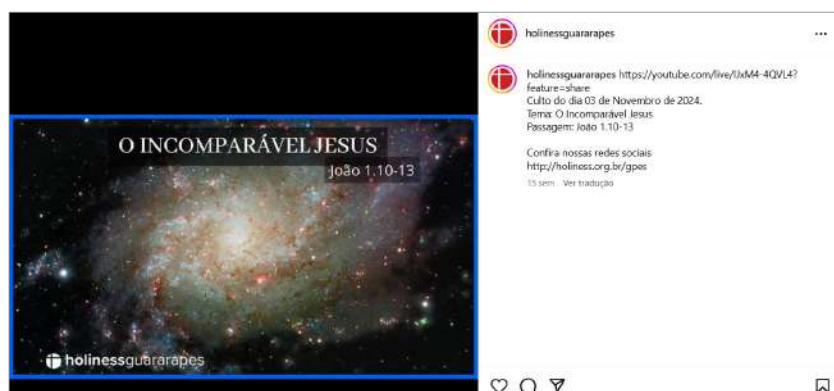 O INCOMPARÁVEL JESUS
João 1.10-13
holinessguararapes
holinessguararapes
holinessguararapes https://youtube.com/live/UxM4-4QVL4?
feature=share
Culto do dia 03 de Novembro de 2024.
Tema: O Incomparável Jesus
Passagem: João 1.10-13
Confira nossas redes sociais
http://holiness.org.br/gpes
15 sem Ver tradução